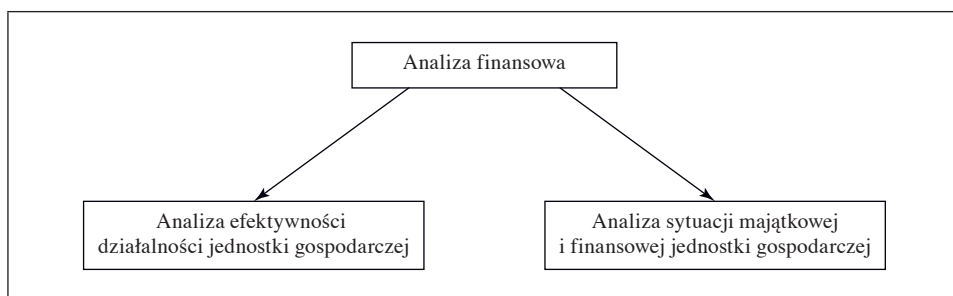 Analiza finansowa
Analiza efektywności
działalności jednostki gospodarczej
Analiza sytuacji majątkowej
i finansowej jednostki gospodarczej